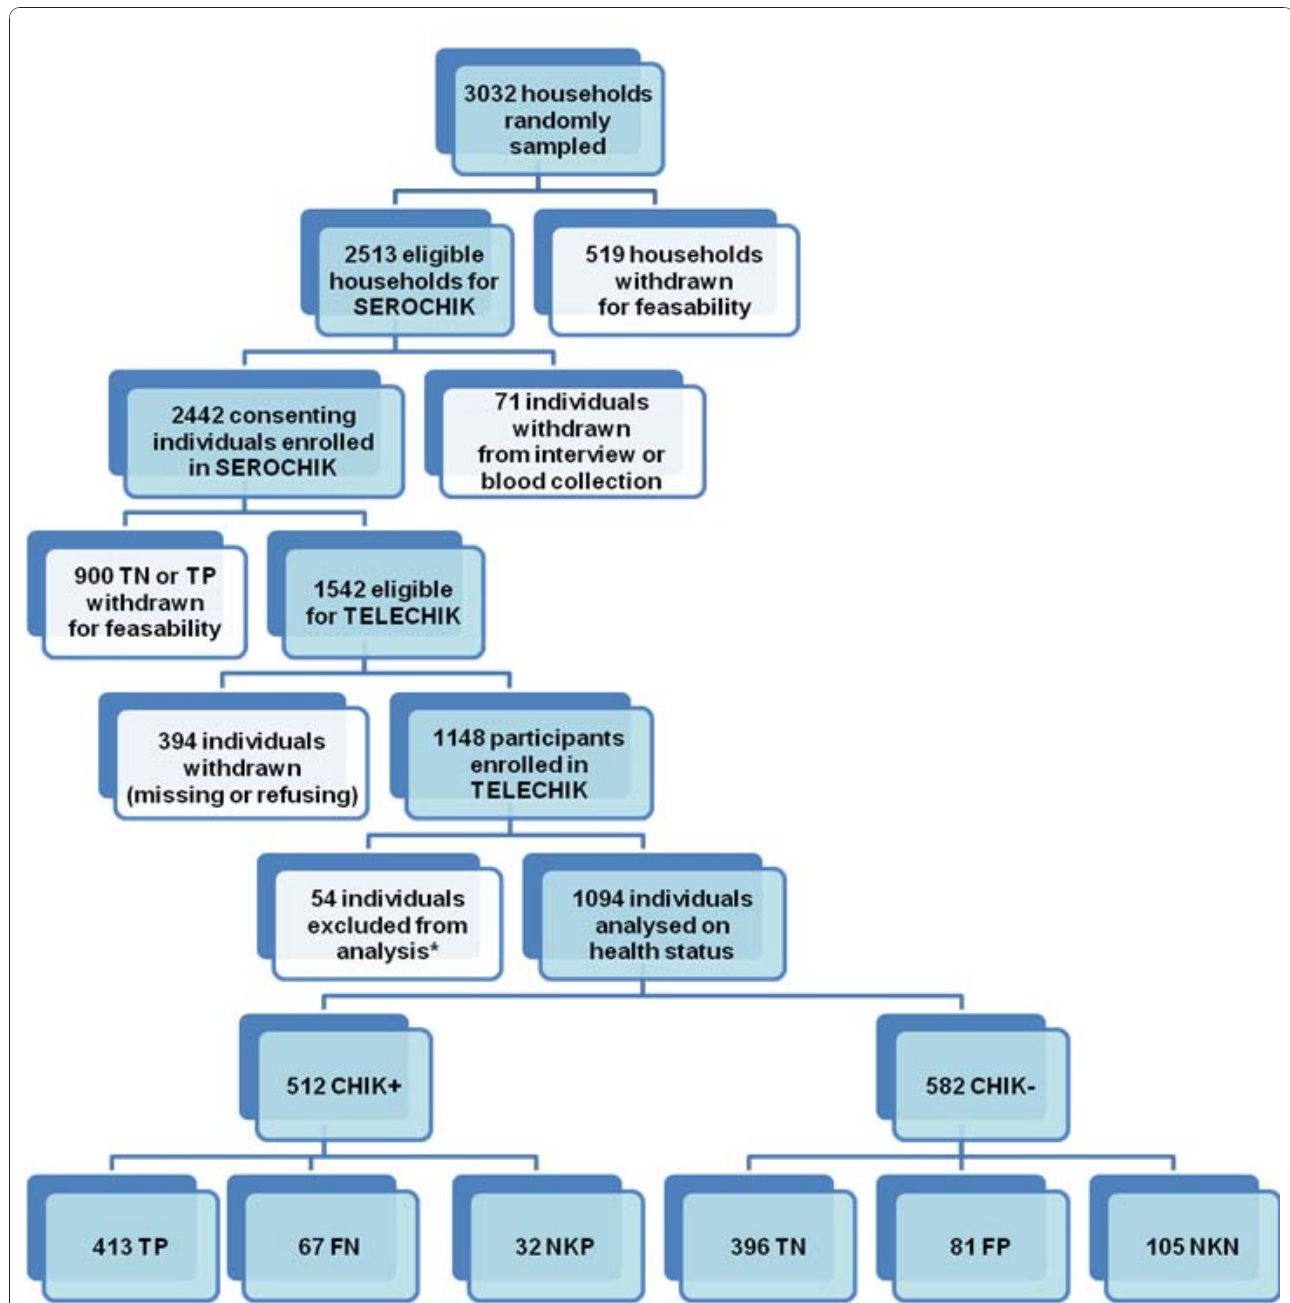 3032 households
randomly
sampled
2513 eligible
households for
SEROCHIK
519 households
withdrawn
for feasability
2442 consenting
individuals enrolled
in SEROCHIK
71 individuals
withdrawn
from interview or
blood collection
900 TN or TP
withdrawn
for feasability
1542 eligible
for TELECHIK
394 individuals
withdrawn
(missing or refusing)
1148 participants
enrolled in
TELECHIK
54 individuals
excluded from
analysis*
1094 individuals
analysed on
health status
512 CHIK+
582 CHIK-
413 TP
67 FN
32 NKP
396 TN
81 FP
105 NKN